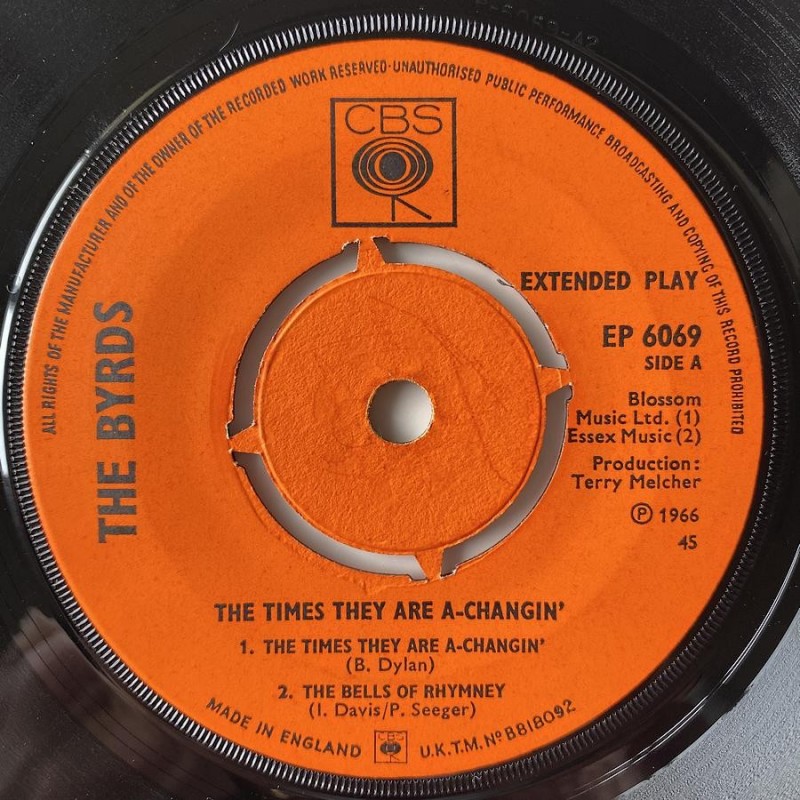 ALL RIGHTS OF THE MANUFACTURER AND OF THE OWNER OF THE RECORDED WORK RESERVED-UNAUTHORISED PUBLIC PERFORMANCE BROADCASTING AND COPYING OF THIS RECORD PROHIBITED
CBS
THE BYRDS
EXTENDED PLAY
EP 6069
SIDE A
Blossom
Music Ltd. (1)
Essex Music (2)
Production:
Terry Melcher
Ⓟ 1966
45
THE TIMES THEY ARE A-CHANGIN'
1. THE TIMES THEY ARE A-CHANGIN'
(B. Dylan)
2. THE BELLS OF RHYMNEY
(I. Davis/P. Seeger)
MADE IN ENGLAND CBS U.K.T.M. Nº B818092